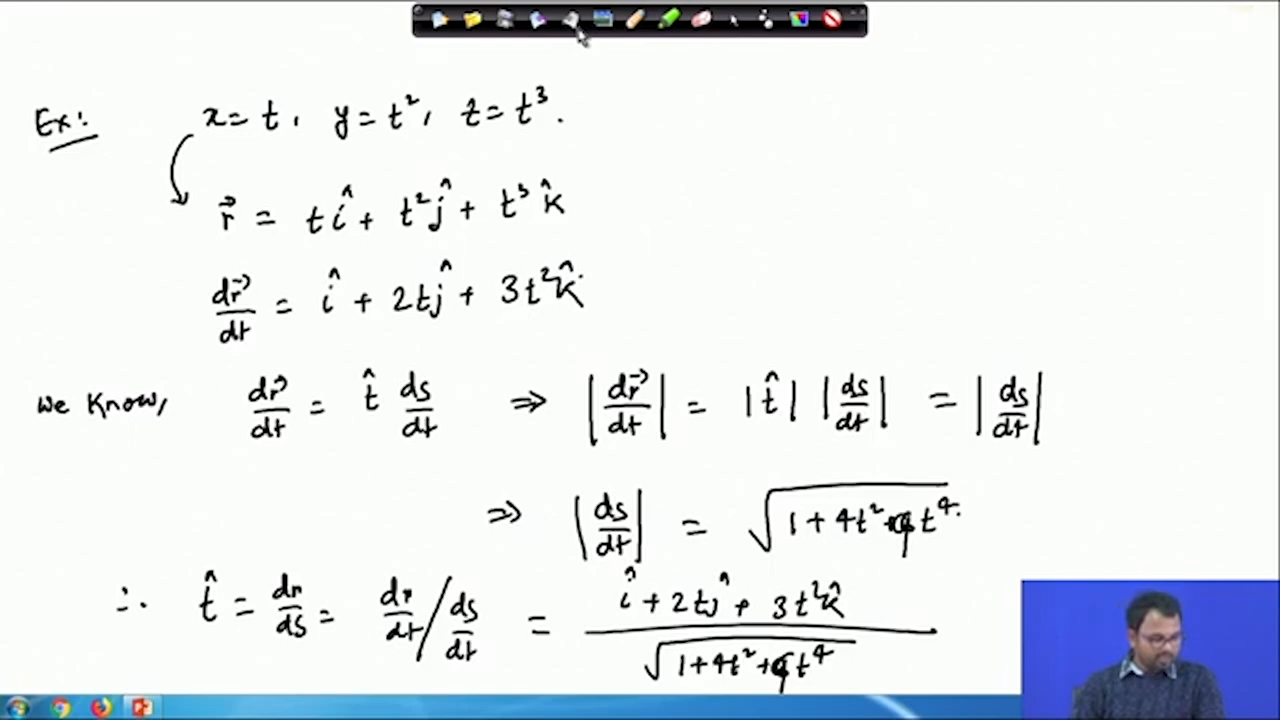 Ex: x = t, y = t², z = t³.
r⃗ = t î + t² ĵ + t³ k̂
dr⃗/dt = î + 2t ĵ + 3t² k̂
We know, dr⃗/dt = t̂ ds/dt ⇒ |dr⃗/dt| = |t̂| |ds/dt| = |ds/dt|
⇒ |ds/dt| = √(1 + 4t² + 9t⁴).
∴ t̂ = dr/ds = dr/dt / ds/dt = (î + 2t ĵ + 3t² k̂) / √(1 + 4t² + 9t⁴)